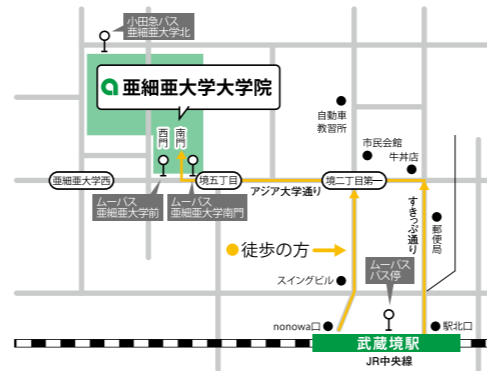 小田急バス
亜細亜大学北
亜細亜大学大学院
西門
南門
自動車
教習所
市民会館
牛丼店
亜細亜大学西
境五丁目
境二丁目第一
アジア大学通り
ムーバス
亜細亜大学前
ムーバス
亜細亜大学南門
すきっぷ通り
郵便局
●徒歩の方
ムーバス
バス停
スイングビル
nonowa口
駅北口
武蔵境駅
JR中央線